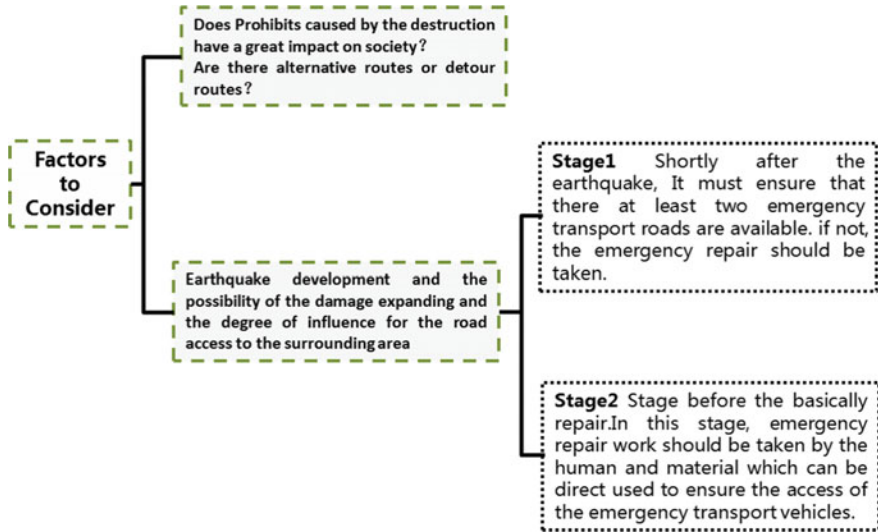 Does Prohibits caused by the destruction
have a great impact on society?
Are there alternative routes or detour
routes?
Factors
to
Consider
Earthquake development and the
possibility of the damage expanding and
the degree of influence for the road
access to the surrounding area
Stage1 Shortly after the
earthquake, It must ensure that
there at least two emergency
transport roads are available. if not,
the emergency repair should be
taken.
Stage2 Stage before the basically
repair.In this stage, emergency
repair work should be taken by the
human and material which can be
direct used to ensure the access of
the emergency transport vehicles.